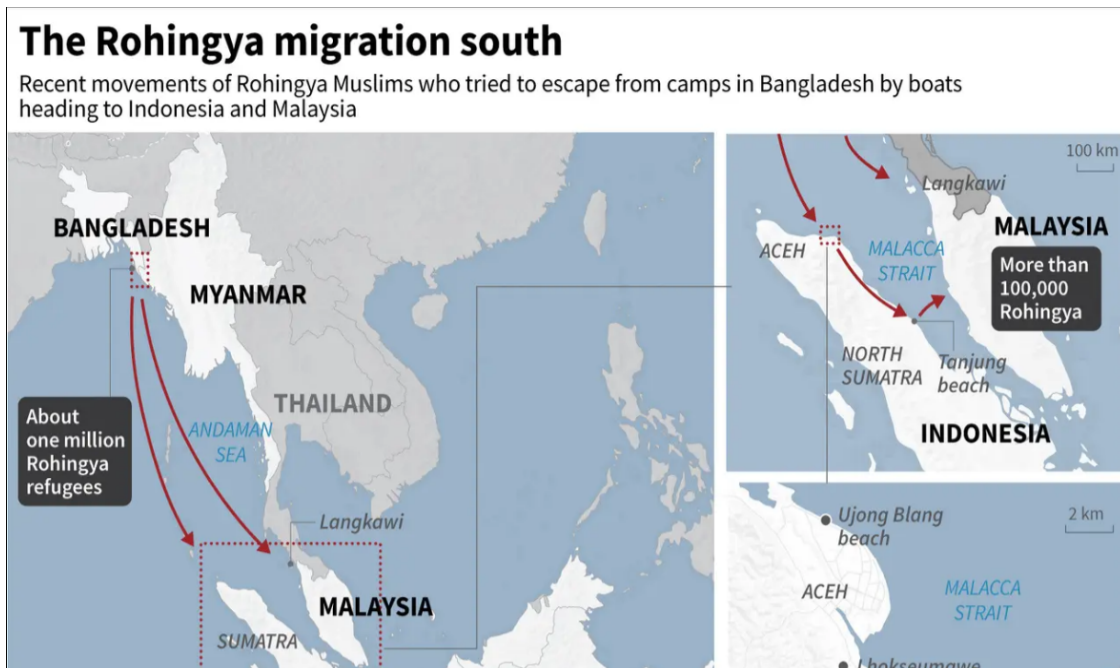 The Rohingya migration south
Recent movements of Rohingya Muslims who tried to escape from camps in Bangladesh by boats
heading to Indonesia and Malaysia
BANGLADESH
MYANMAR
THAILAND
ANDAMAN
SEA
About
one million
Rohingya
refugees
Langkawi
MALAYSIA
SUMATRA
100 km
Langkawi
MALAYSIA
More than
100,000
Rohingya
ACEH
MALACCA
STRAIT
NORTH
SUMATRA
Tanjung
beach
INDONESIA
2 km
Ujong Blang
beach
ACEH
MALACCA
STRAIT
Lhokseumawe